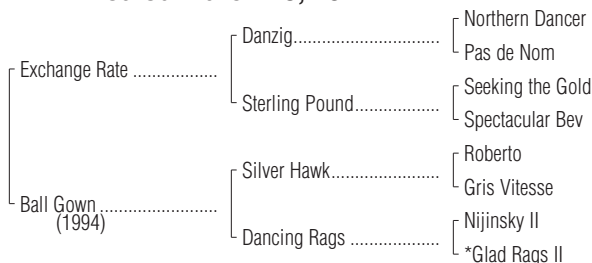 Northern Dancer
Danzig..................................
Pas de Nom
Exchange Rate ...................
Seeking the Gold
Sterling Pound....................
Spectacular Bev
Roberto
Silver Hawk.........................
Gris Vitesse
Ball Gown ...........................
(1994)
Nijinsky II
Dancing Rags .....................
*Glad Rags II